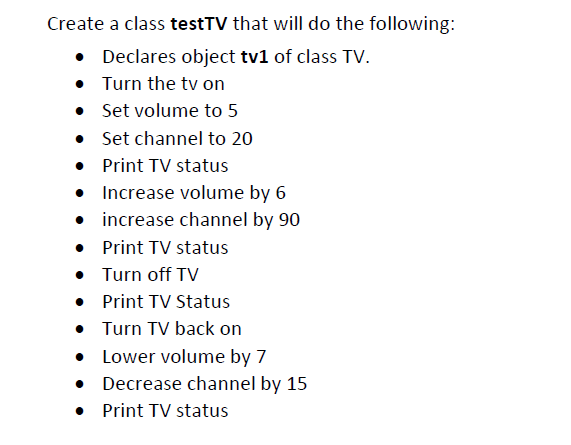 Create a class testTV that will do the following:
• Declares object tv1 of class TV.
• Turn the tv on
• Set volume to 5
• Set channel to 20
• Print TV status
• Increase volume by 6
• increase channel by 90
• Print TV status
• Turn off TV
• Print TV Status
• Turn TV back on
• Lower volume by 7
• Decrease channel by 15
• Print TV status